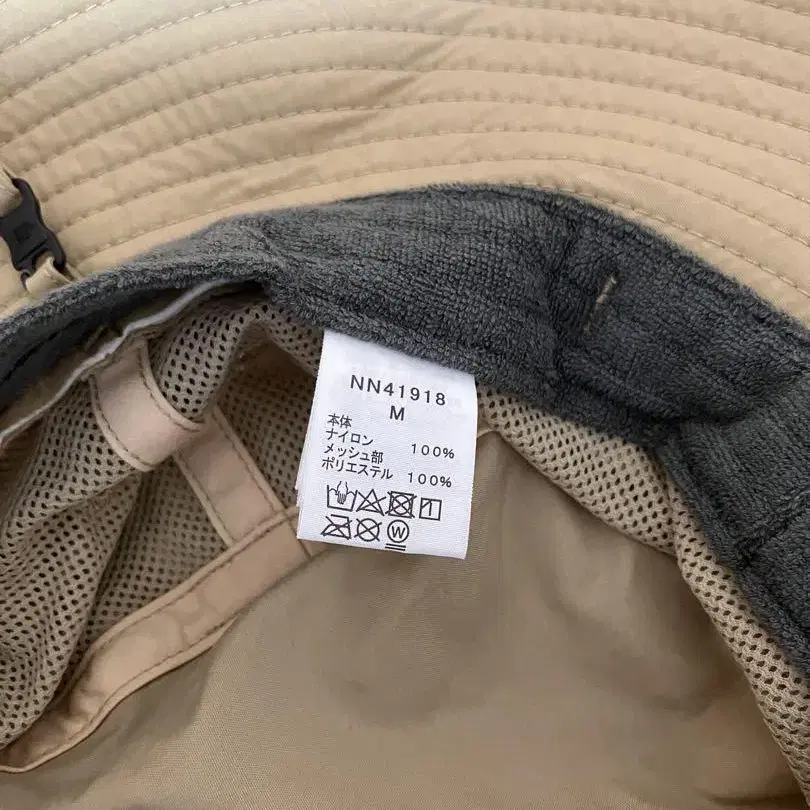 NN41918
M
本体
ナイロン 100%
メッシュ部
ポリエステル 100%
W